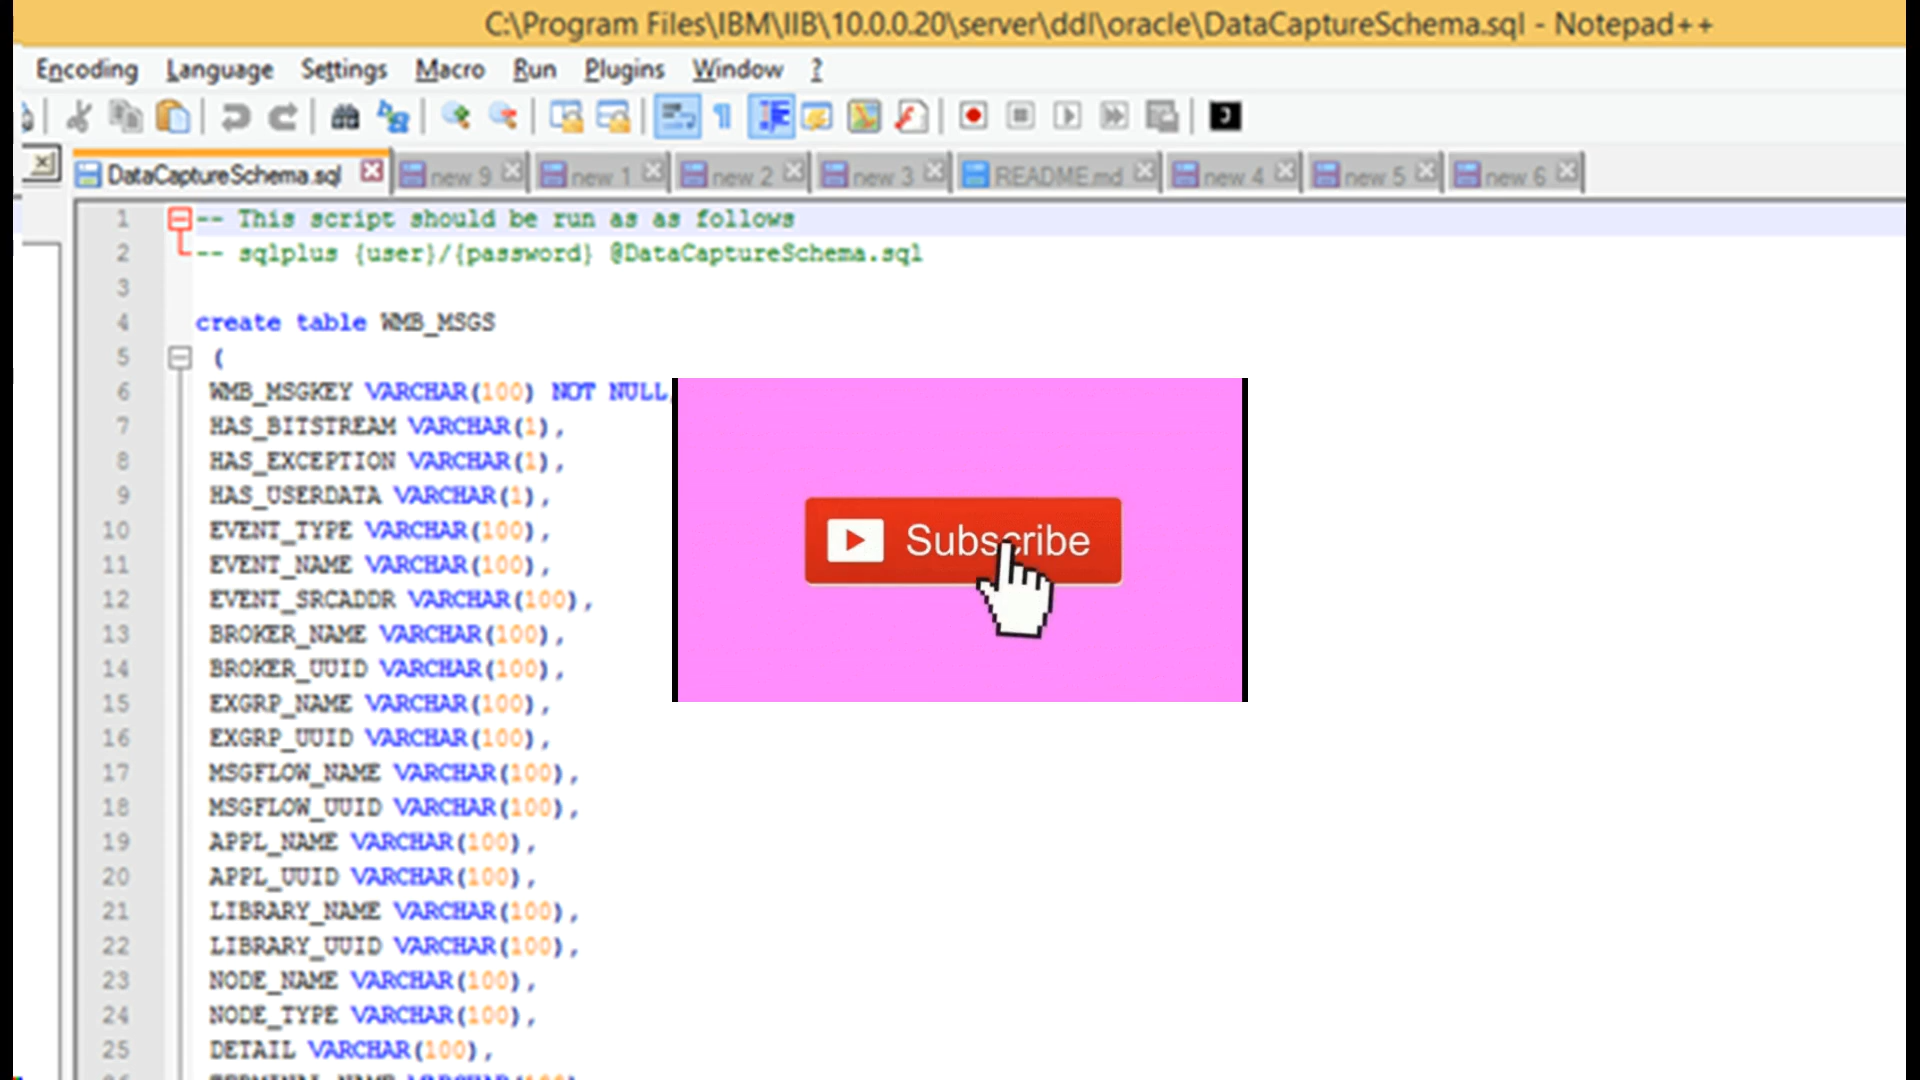 C:\Program Files\IBM\IIB\10.0.0.20\server\ddl\oracle\DataCaptureSchema.sql - Notepad++
Encoding Language Settings Macro Run Plugins Window ?
DataCaptureSchema.sql new 9 new 1 new 2 new 3 README.md new 4 new 5 new 6
1 -- This script should be run as as follows
2 -- sqlplus {user}/{password} @DataCaptureSchema.sql
3
4 create table WMB_MSGS
5 (
6 WMB_MSGKEY VARCHAR(100) NOT NULL,
7 HAS_BITSTREAM VARCHAR(1),
8 HAS_EXCEPTION VARCHAR(1),
9 HAS_USERDATA VARCHAR(1),
10 EVENT_TYPE VARCHAR(100),
11 EVENT_NAME VARCHAR(100),
12 EVENT_SRCADDR VARCHAR(100),
13 BROKER_NAME VARCHAR(100),
14 BROKER_UUID VARCHAR(100),
15 EXGRP_NAME VARCHAR(100),
16 EXGRP_UUID VARCHAR(100),
17 MSGFLOW_NAME VARCHAR(100),
18 MSGFLOW_UUID VARCHAR(100),
19 APPL_NAME VARCHAR(100),
20 APPL_UUID VARCHAR(100),
21 LIBRARY_NAME VARCHAR(100),
22 LIBRARY_UUID VARCHAR(100),
23 NODE_NAME VARCHAR(100),
24 NODE_TYPE VARCHAR(100),
25 DETAIL VARCHAR(100),
Subscribe